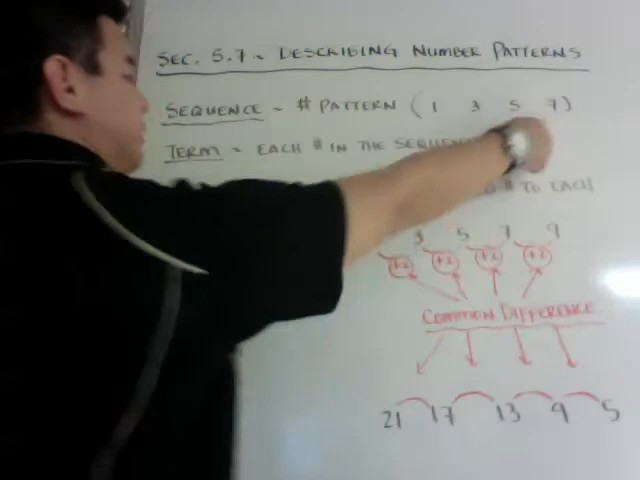 SEC. 5.7 ~ DESCRIBING NUMBER PATTERNS
SEQUENCE ~ # PATTERN ( 1 3 5 7 )
TERM ~ EACH # IN THE
# TO EACH
3 5 7 9
+2 +2 +2 +2
COMMON DIFFERENCE
21 17 13 9 5